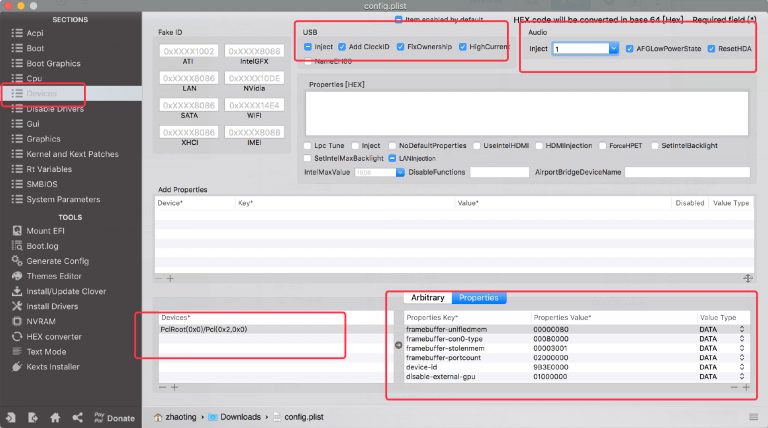 config.plist
SECTIONS
Acpi
Boot
Boot Graphics
Cpu
Devices
Disable Drivers
Gui
Graphics
Kernel and Kext Patches
Rt Variables
SMBIOS
System Parameters
TOOLS
Mount EFI
Boot.log
Generate Config
Themes Editor
Install/Update Clover
Install Drivers
NVRAM
HEX converter
Text Mode
Kexts Installer
Donate
Item enabled by default HEX code will be converted in base 64 [Hex] Required field (*)
Fake ID
0xXXXX1002 0xXXXX8086
ATI IntelGFX
0xXXXX8086 0xXXXX10DE
LAN NVidia
0xXXXX8086 0xXXXX14E4
SATA WIFI
0xXXXX8086 0xXXXX8086
XHCI IMEI
USB
Inject Add ClockID FixOwnership HighCurrent
NameEH00
Audio
Inject 1 AFGLowPowerState ResetHDA
Properties [HEX]
Lpc Tune Inject NoDefaultProperties UseIntelHDMI HDMIInjection ForceHPET SetIntelBacklight
SetIntelMaxBacklight LANInjection
IntelMaxValue 1808 DisableFunctions AirportBridgeDeviceName
Add Properties
Device* Key* Value* Disabled Value Type
Devices*
PciRoot(0x0)/Pci(0x2,0x0)
Arbitrary Properties
Properties Key* Properties Value* Value Type
framebuffer-unifiedmem 00000080 DATA
framebuffer-con0-type 00080000 DATA
framebuffer-stolenmem 00003001 DATA
framebuffer-portcount 02000000 DATA
device-id 9B3E0000 DATA
disable-external-gpu 01000000 DATA
zhaoting Downloads config.plist